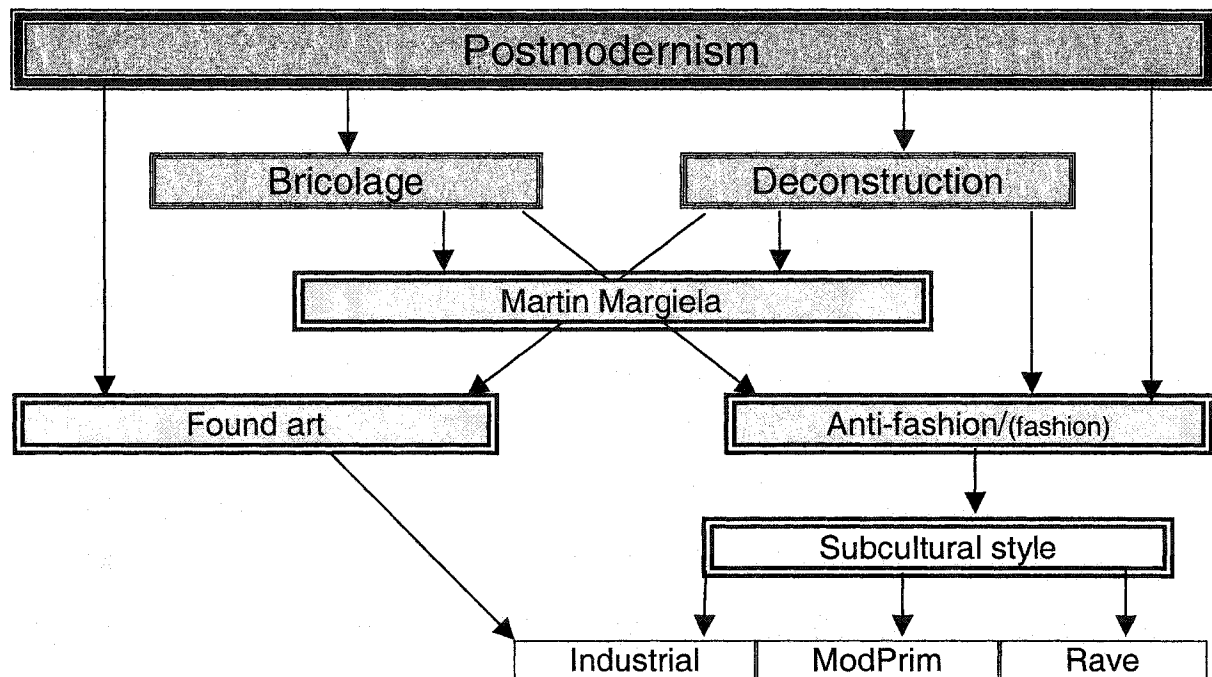 Postmodernism
Bricolage
Deconstruction
Martin Margiela
Found art
Anti-fashion/(fashion)
Subcultural style
Industrial
ModPrim
Rave